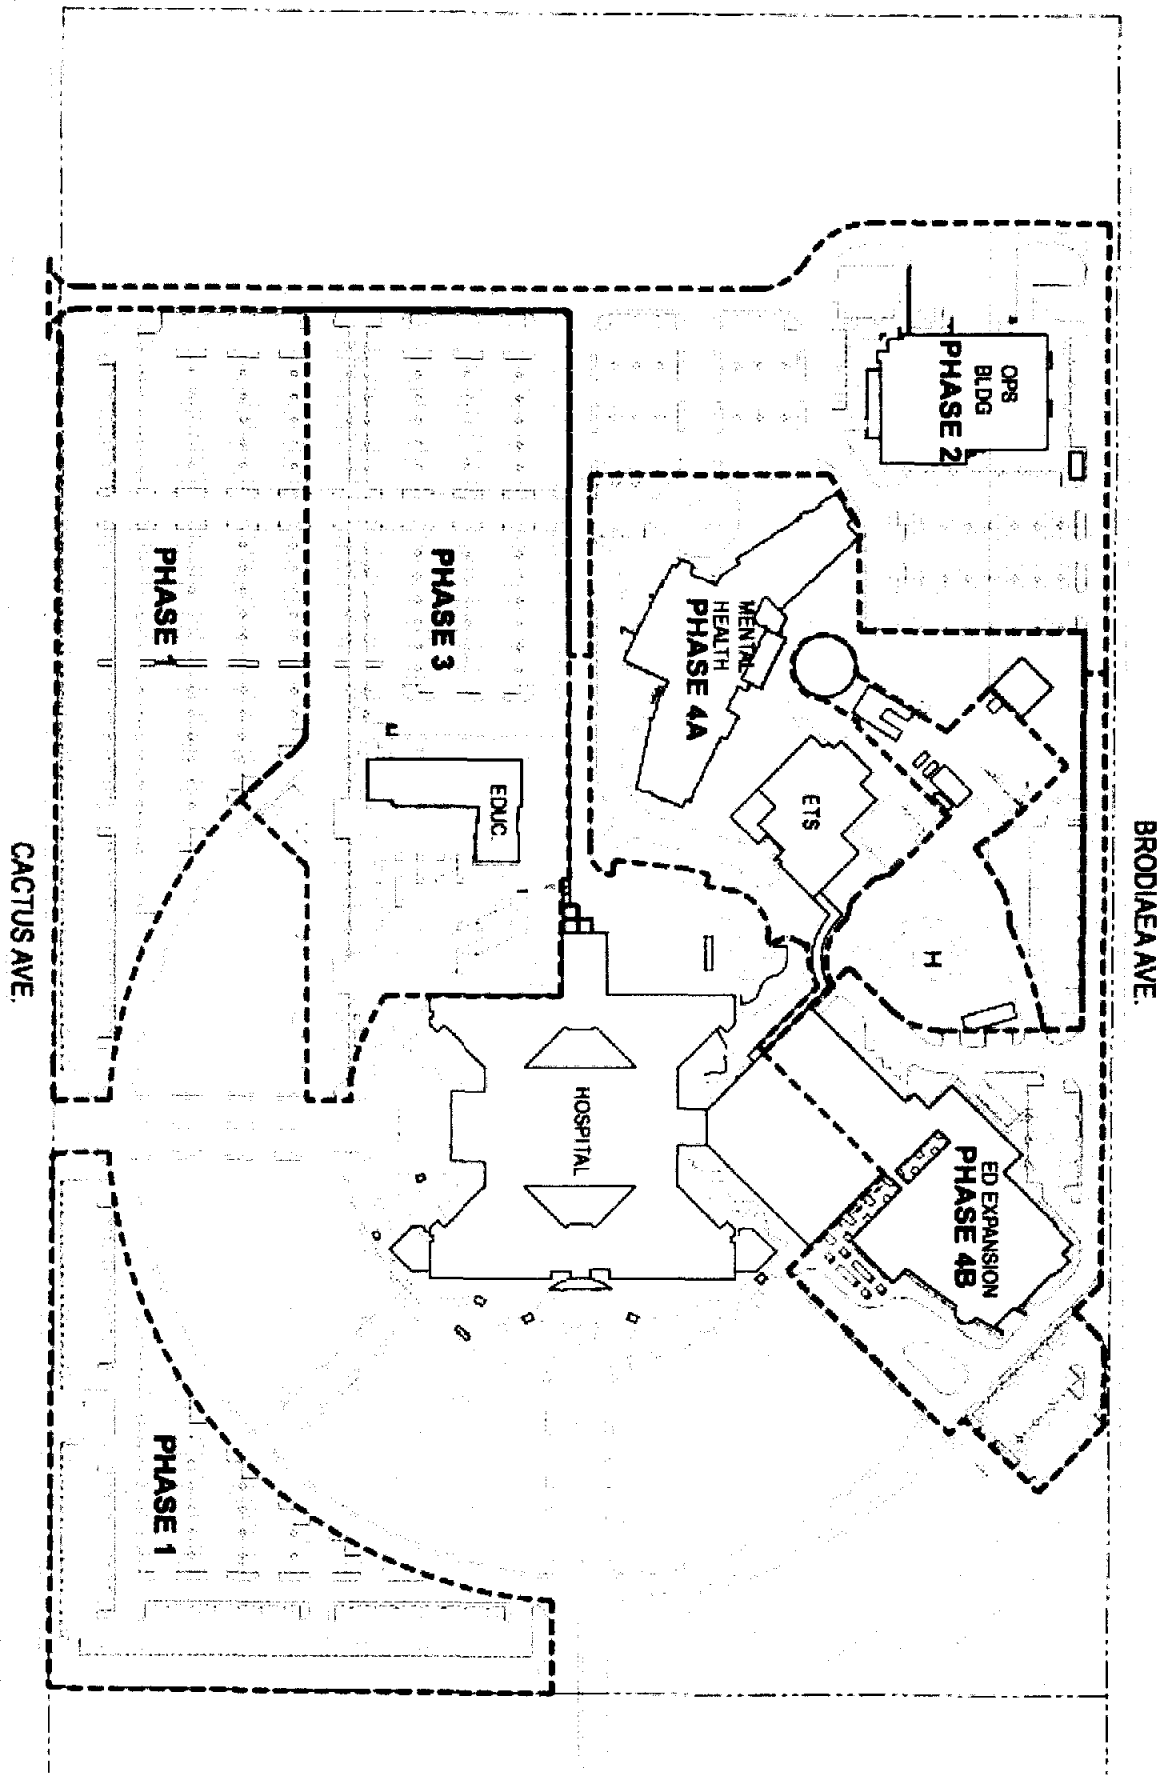 BRODIAEA AVE.
OPS
BLDG
PHASE 2
MENTAL
HEALTH
PHASE 4A
ETS
H
ED EXPANSION
PHASE 4B
PHASE 3
EDUC.
HOSPITAL
PHASE 1
PHASE 1
CACTUS AVE.